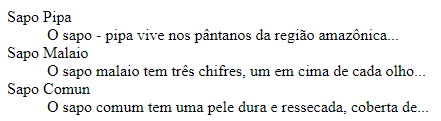 Sapo Pipa
O sapo - pipa vive nos pântanos da região amazônica...
Sapo Malaio
O sapo malaio tem três chifres, um em cima de cada olho...
Sapo Comun
O sapo comum tem uma pele dura e ressecada, coberta de...